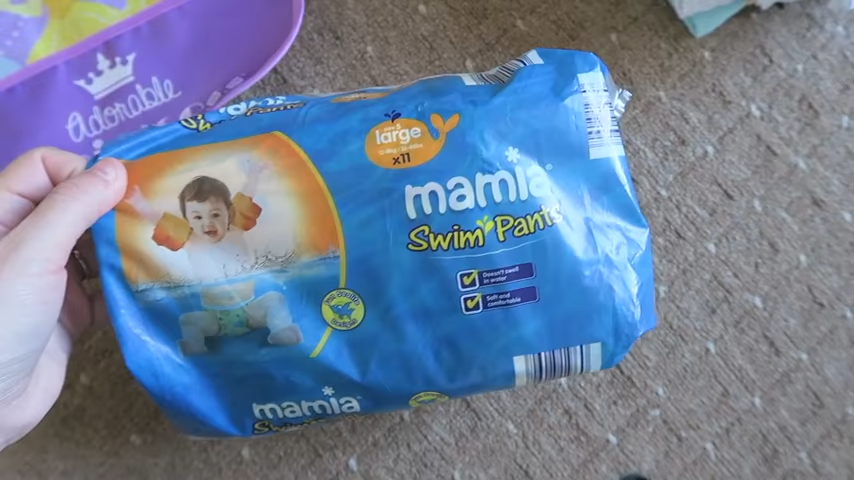 Adorable
large
x11
mamia
Swim Pants
Doesn't swell
in water
Soft and
comfortable
mamia